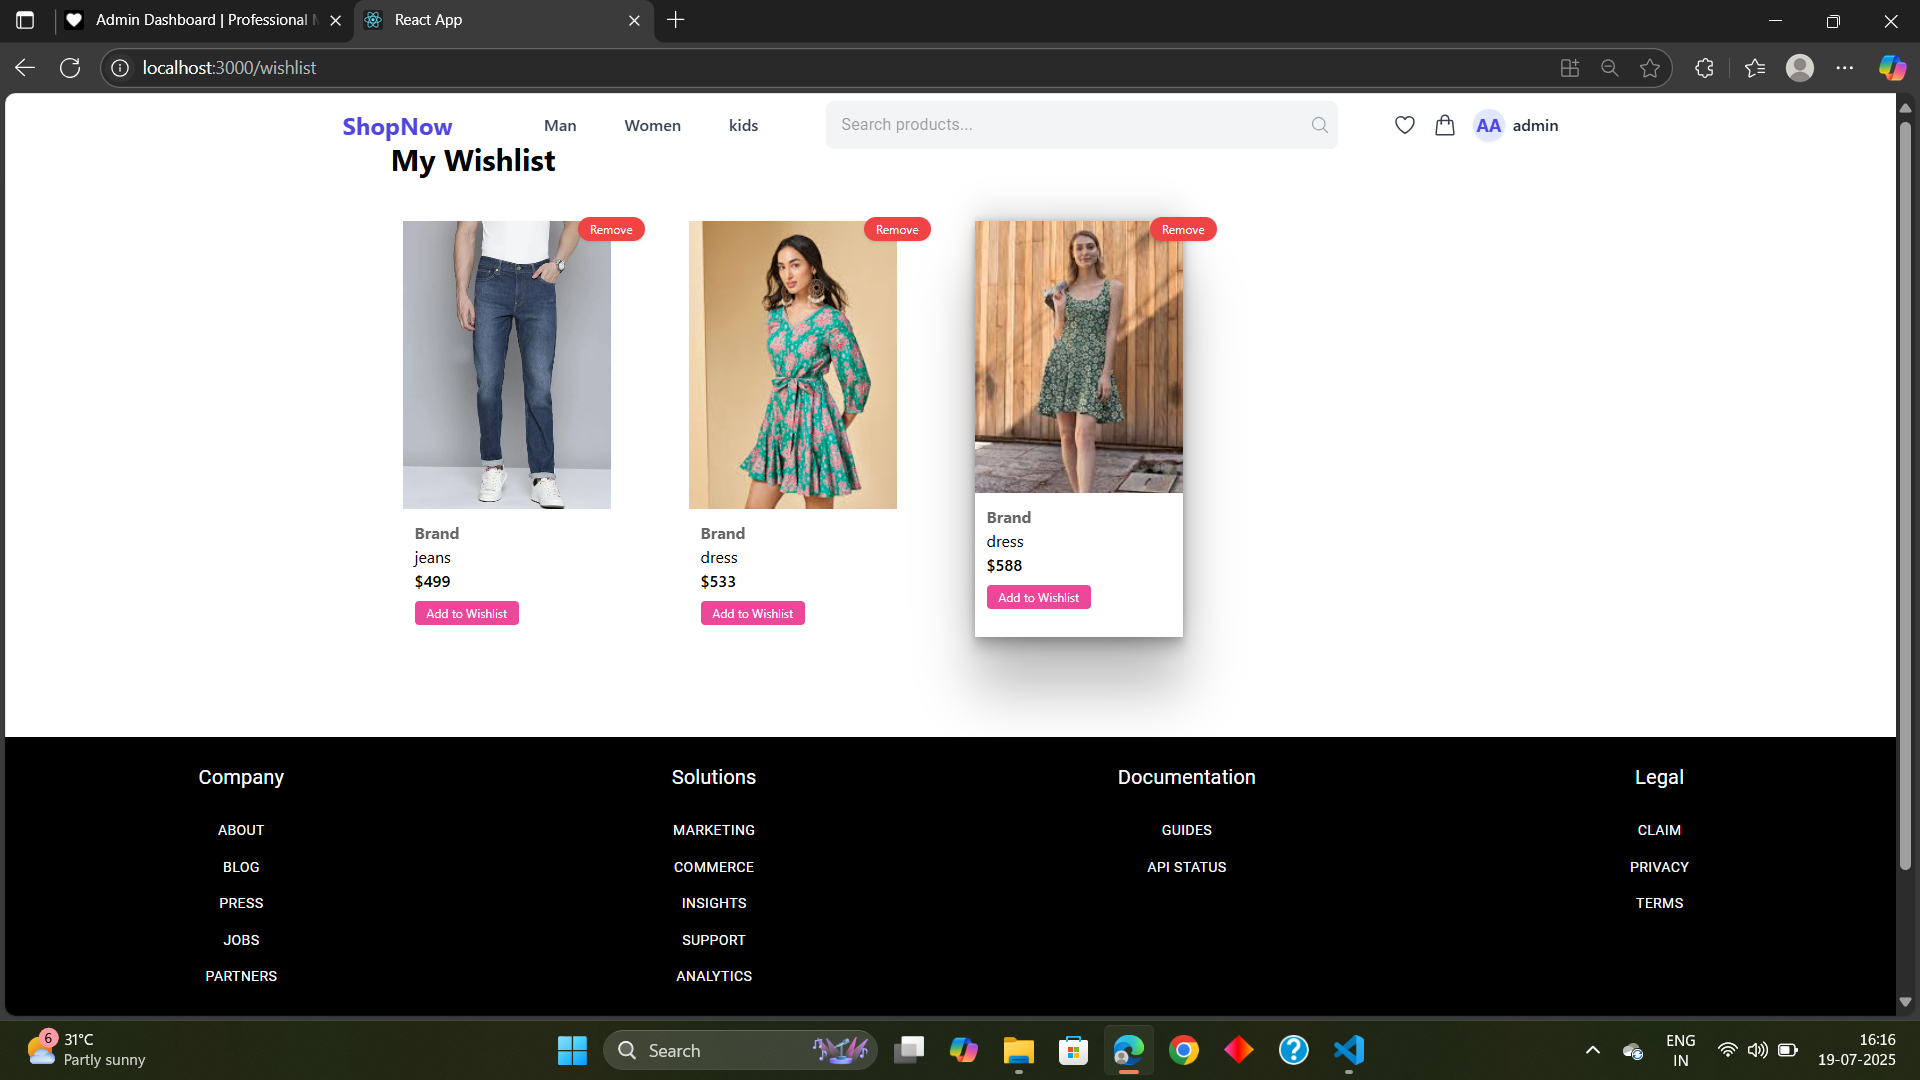 Admin Dashboard | Professional
React App
localhost:3000/wishlist
ShopNow
Man
Women
kids
Search products...
AA
admin
My Wishlist
Remove
Remove
Remove
Brand
jeans
$499
Add to Wishlist
Brand
dress
$533
Add to Wishlist
Brand
dress
$588
Add to Wishlist
Company
ABOUT
BLOG
PRESS
JOBS
PARTNERS
Solutions
MARKETING
COMMERCE
INSIGHTS
SUPPORT
ANALYTICS
Documentation
GUIDES
API STATUS
Legal
CLAIM
PRIVACY
TERMS
6
31°C
Partly sunny
Search
ENG
IN
16:16
19-07-2025